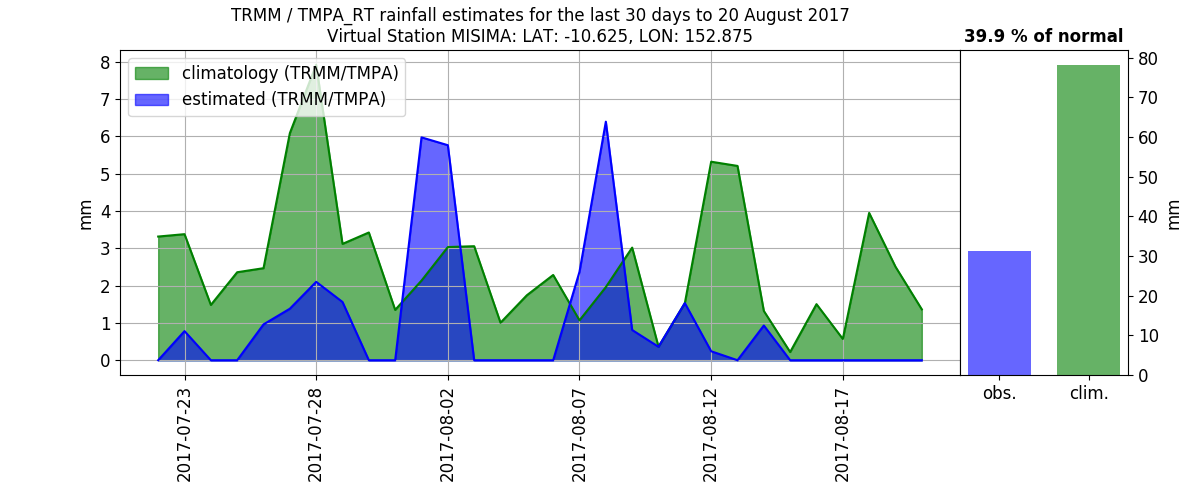 TRMM / TMPA_RT rainfall estimates for the last 30 days to 20 August 2017
Virtual Station MISIMA: LAT: -10.625, LON: 152.875
39.9 % of normal
climatology (TRMM/TMPA)
estimated (TRMM/TMPA)
8
7
6
5
4
3
2
1
0
mm
2017-07-23
2017-07-28
2017-08-02
2017-08-07
2017-08-12
2017-08-17
80
70
60
50
40
30
20
10
0
mm
obs.
clim.